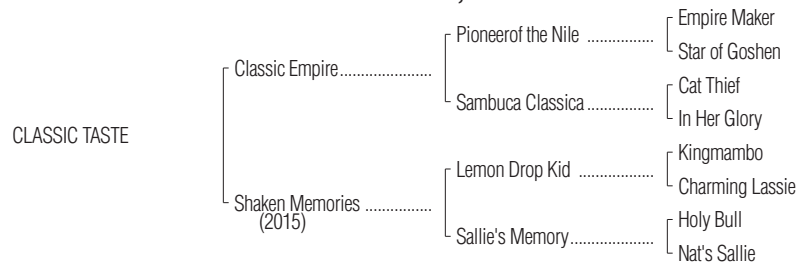 Empire Maker
Pioneerof the Nile ................
Star of Goshen
Classic Empire......................
Cat Thief
Sambuca Classica ................
In Her Glory
CLASSIC TASTE
Kingmambo
Lemon Drop Kid ..................
Charming Lassie
Shaken Memories ................
(2015)
Holy Bull
Sallie's Memory....................
Nat's Sallie